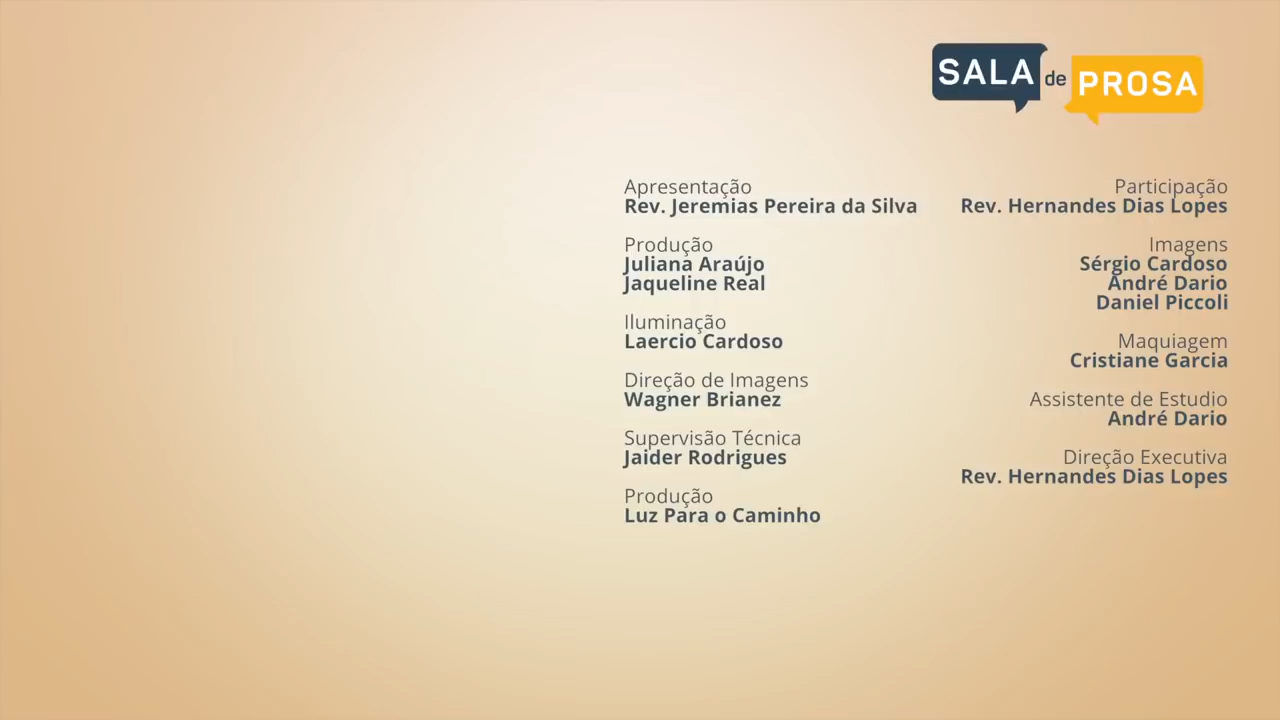 SALA de PROSA
Apresentação
Rev. Jeremias Pereira da Silva
Produção
Juliana Araújo
Jaqueline Real
Iluminação
Laercio Cardoso
Direção de Imagens
Wagner Brianez
Supervisão Técnica
Jaider Rodrigues
Produção
Luz Para o Caminho
Participação
Rev. Hernandes Dias Lopes
Imagens
Sérgio Cardoso
André Dario
Daniel Piccoli
Maquiagem
Cristiane Garcia
Assistente de Estudio
André Dario
Direção Executiva
Rev. Hernandes Dias Lopes